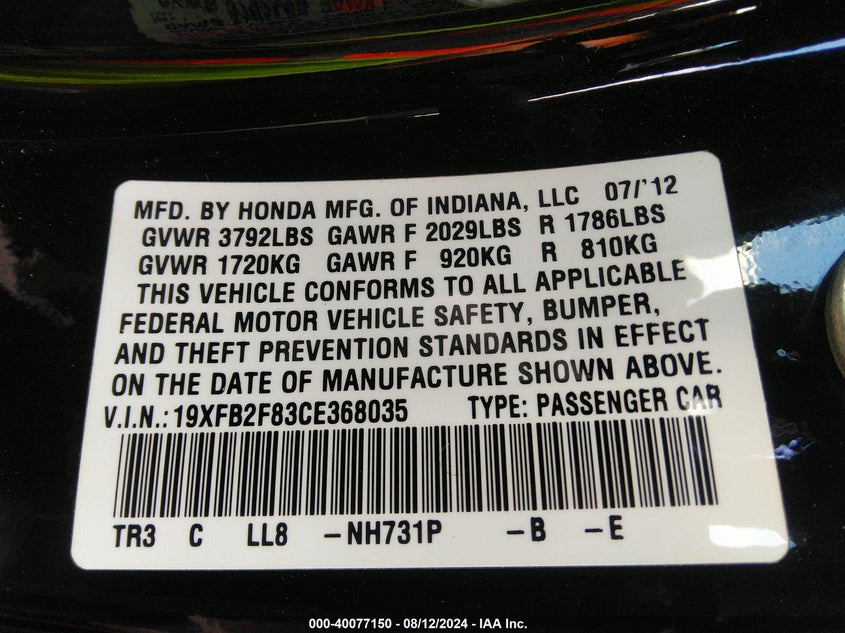 MFD. BY HONDA MFG. OF INDIANA, LLC 07/'12
GVWR 3792LBS GAWR F 2029LBS R 1786LBS
GVWR 1720KG GAWR F 920KG R 810KG
THIS VEHICLE CONFORMS TO ALL APPLICABLE
FEDERAL MOTOR VEHICLE SAFETY, BUMPER,
AND THEFT PREVENTION STANDARDS IN EFFECT
ON THE DATE OF MANUFACTURE SHOWN ABOVE.
V.I.N.: 19XFB2F83CE368035 TYPE: PASSENGER CAR
TR3 C LL8 -NH731P -B -E
000-40077150 - 08/12/2024 - IAA Inc.